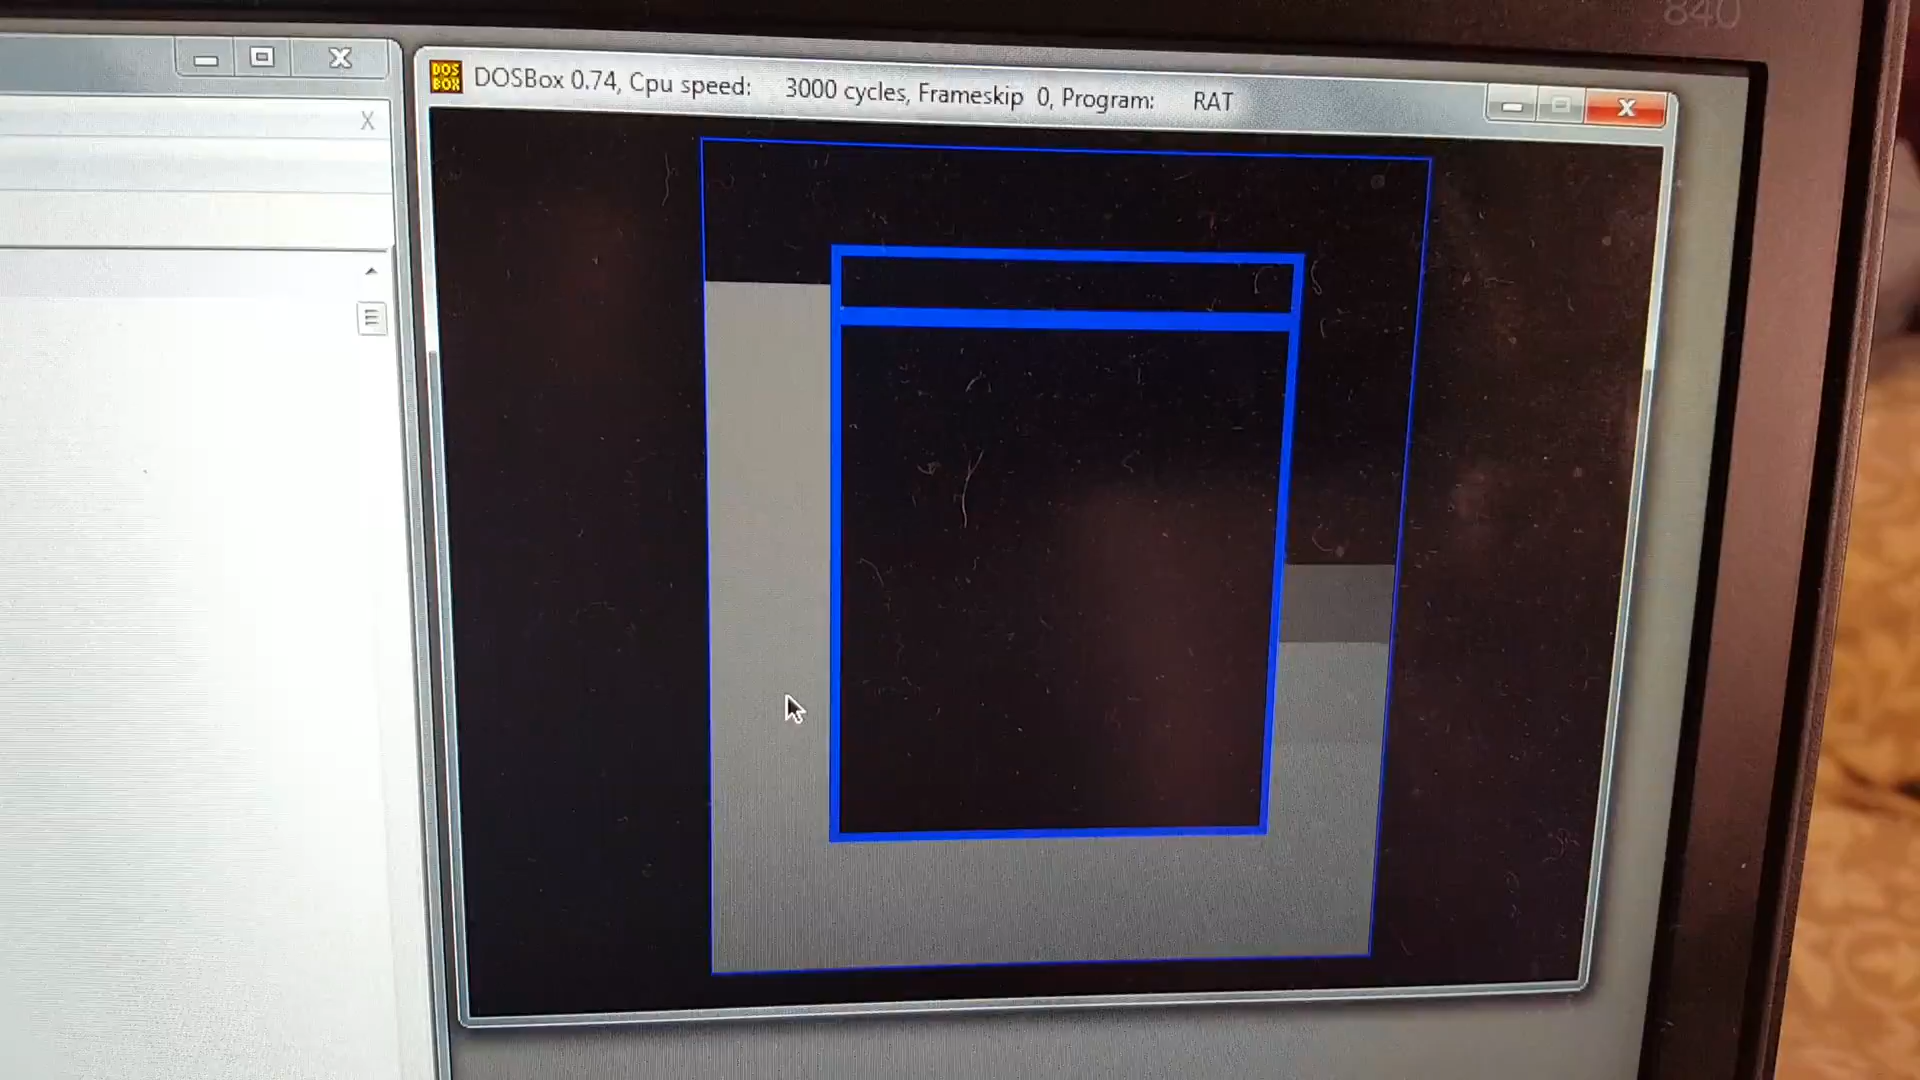 840
DOS
BOX
DOSBox 0.74, Cpu speed: 3000 cycles, Frameskip 0, Program: RAT